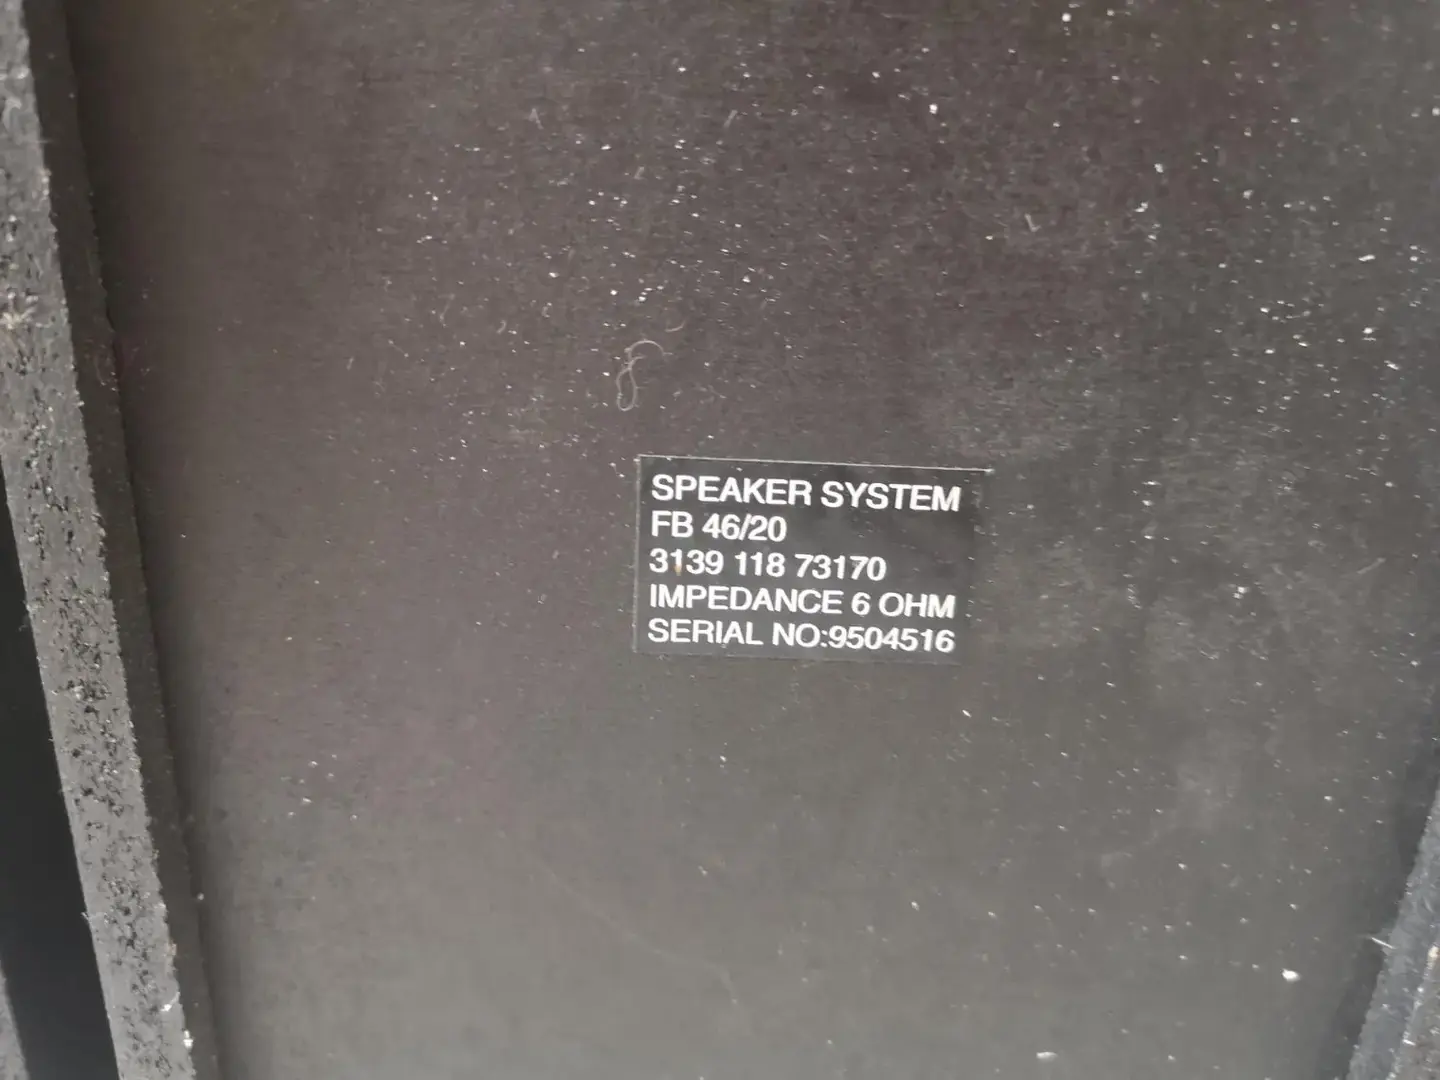 SPEAKER SYSTEM
FB 46/20
3139 118 73170
IMPEDANCE 6 OHM
SERIAL NO:9504516